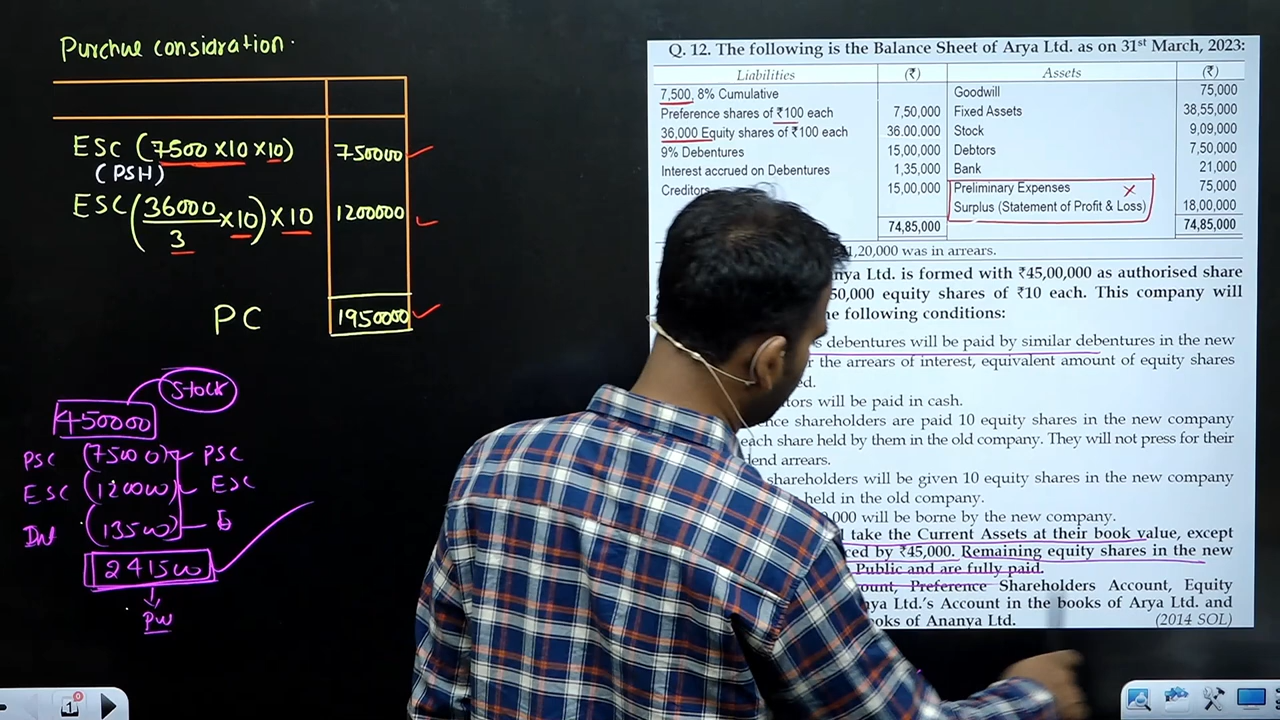 Purchse considration.
ESC (7500 x 10 x 10) 750000
(PSH)
ESC (36000/3 x 10) x 10 1200000
PC 1950000
Stock
450000
PSC (75000) PSC
ESC (120000) ESC
(13500)
241500
Q. 12. The following is the Balance Sheet of Arya Ltd. as on 31st March, 2023:
Liabilities (₹) Assets (₹)
7,500, 8% Cumulative Goodwill 75,000
Preference shares of ₹100 each 7,50,000 Fixed Assets 38,55,000
36,000 Equity shares of ₹100 each 36.00,000 Stock 9,09,000
9% Debentures 15,00,000 Debtors 7,50,000
Interest accrued on Debentures 1,35,000 Bank 21,000
Creditors 15,00,000 Preliminary Expenses x 75,000
Surplus (Statement of Profit & Loss) 18,00,000
74,85,000 74,85,000
1,20,000 was in arrears.
nya Ltd. is formed with ₹45,00,000 as authorised share
50,000 equity shares of ₹10 each. This company will
he following conditions:
s debentures will be paid by similar debentures in the new
r the arrears of interest, equivalent amount of equity shares
ed.
tors will be paid in cash.
nce shareholders are paid 10 equity shares in the new company
each share held by them in the old company. They will not press for their
dend arrears.
shareholders will be given 10 equity shares in the new company
held in the old company.
0,000 will be borne by the new company.
l take the Current Assets at their book value, except
ced by ₹45,000. Remaining equity shares in the new
Public and are fully paid.
ount, Preference Shareholders Account, Equity
nya Ltd.'s Account in the books of Arya Ltd. and
ooks of Ananya Ltd. (2014 SOL)
1